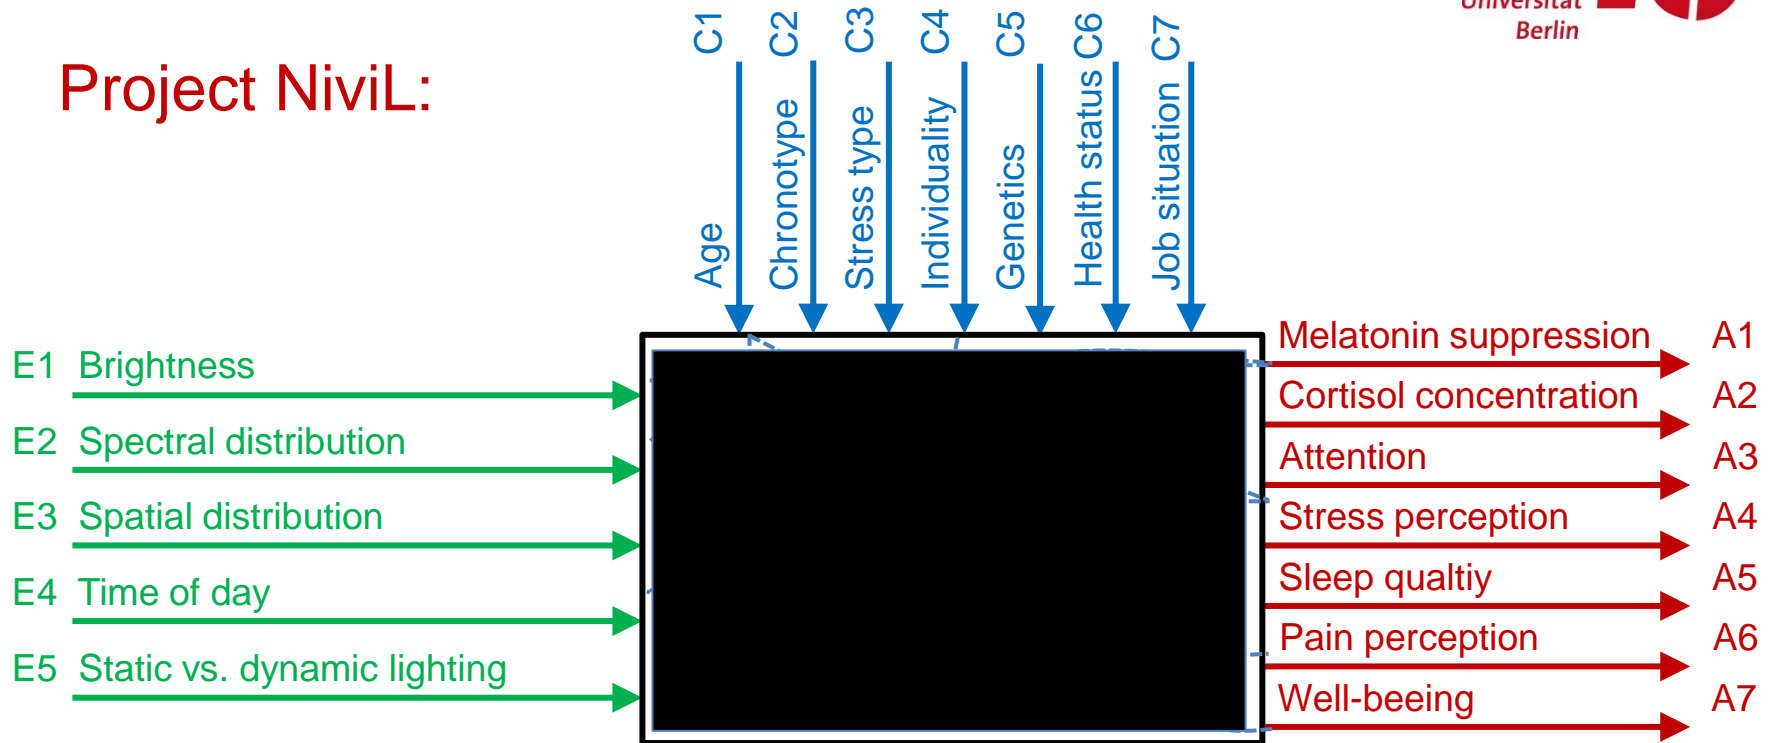 Universität
Berlin
Project NiviL:
C1
C2
C3
C4
C5
C6
C7
Age
Chronotype
Stress type
Individuality
Genetics
Health status
Job situation
E1 Brightness
E2 Spectral distribution
E3 Spatial distribution
E4 Time of day
E5 Static vs. dynamic lighting
Melatonin suppression A1
Cortisol concentration A2
Attention A3
Stress perception A4
Sleep qualtiy A5
Pain perception A6
Well-beeing A7